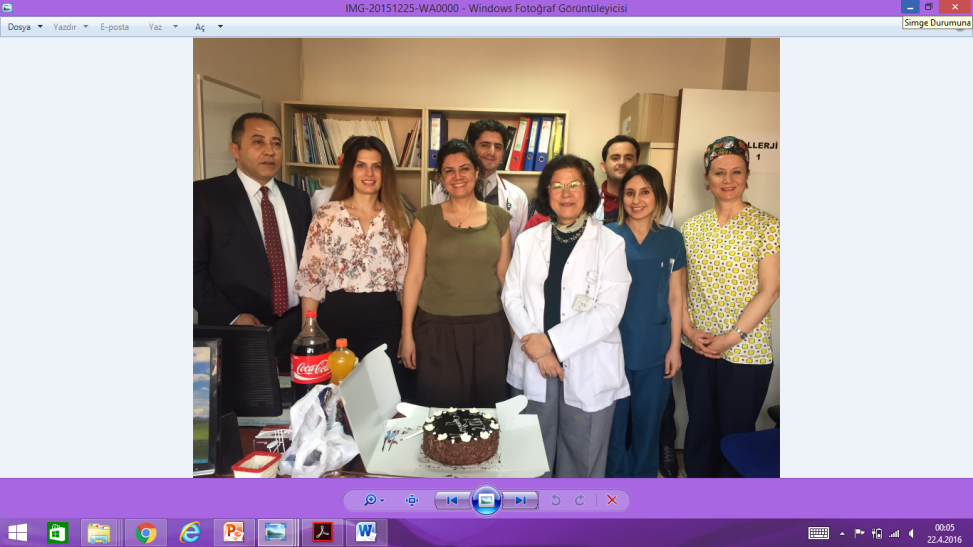 IMG-20151225-WA0000 - Windows Fotoğraf Görüntüleyicisi
Dosya Yazdır E-posta Yaz Aç
Simge Durumuna
LLERJİ
1
Coca-Cola
00:05
22.4.2016